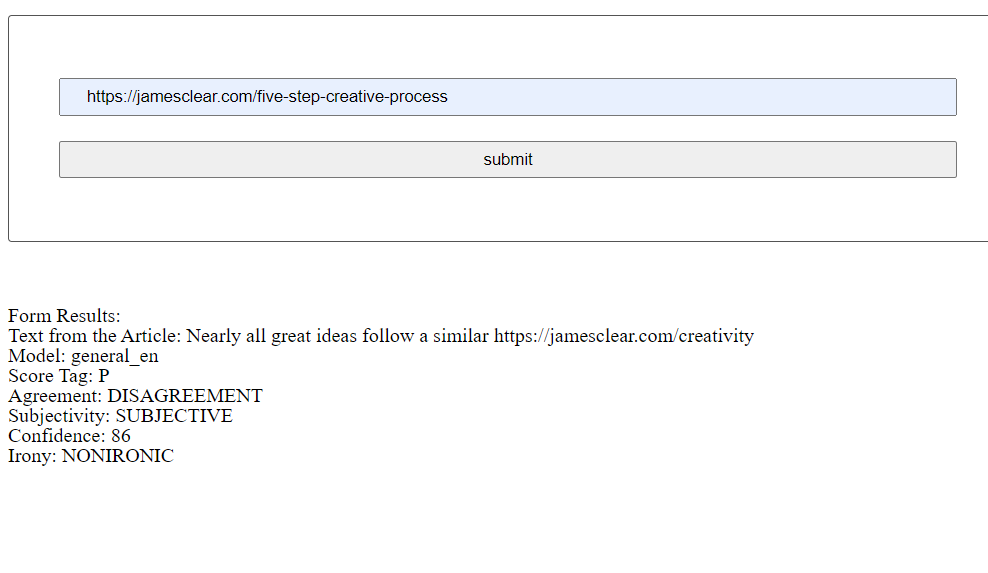 https://jamesclear.com/five-step-creative-process
submit
Form Results:
Text from the Article: Nearly all great ideas follow a similar https://jamesclear.com/creativity
Model: general_en
Score Tag: P
Agreement: DISAGREEMENT
Subjectivity: SUBJECTIVE
Confidence: 86
Irony: NONIRONIC